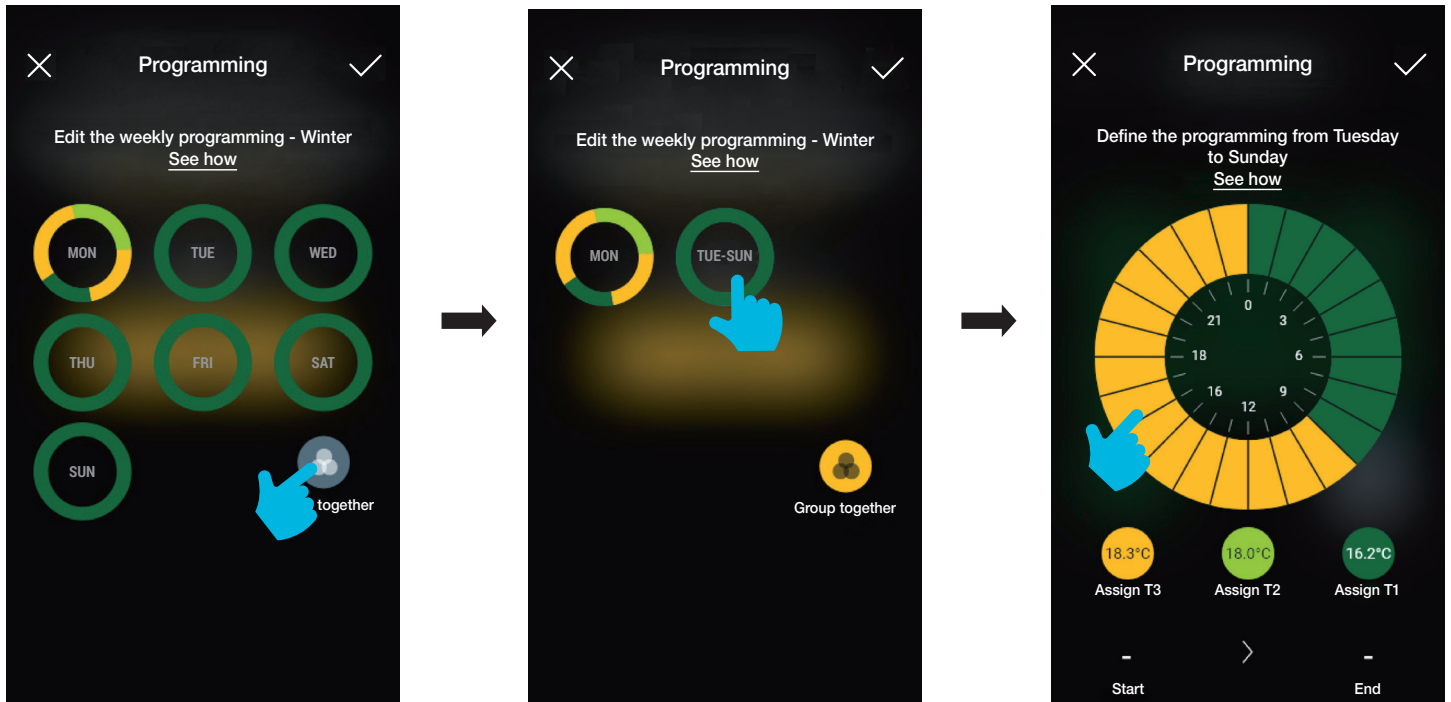 Programming
Edit the weekly programming - Winter
See how
MON
TUE
WED
THU
FRI
SAT
SUN
together
Programming
Edit the weekly programming - Winter
See how
MON
TUE-SUN
Group together
Programming
Define the programming from Tuesday
to Sunday
See how
0
3
6
9
12
16
18
21
18.3°C
18.0°C
16.2°C
Assign T3
Assign T2
Assign T1
-
-
Start
End